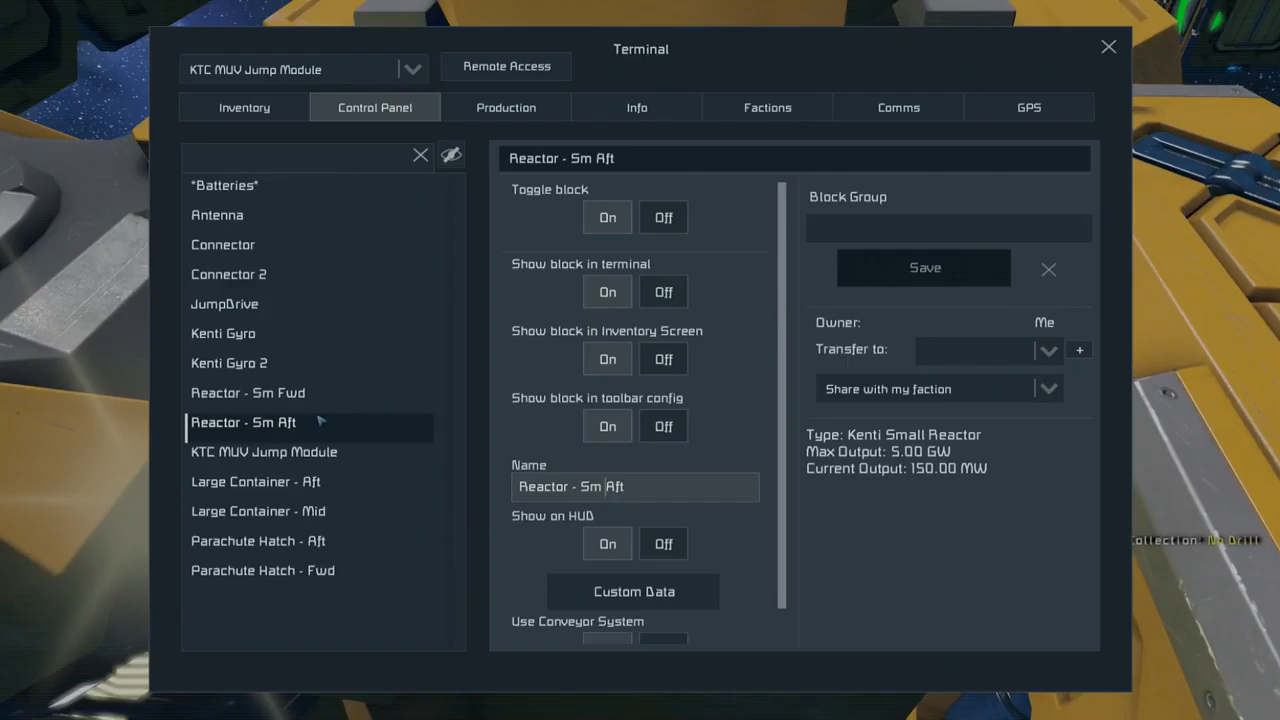 Terminal
KTC MUV Jump Module
Remote Access
Inventory
Control Panel
Production
Info
Factions
Comms
GPS
*Batteries*
Antenna
Connector
Connector 2
JumpDrive
Kenti Gyro
Kenti Gyro 2
Reactor - Sm Fwd
Reactor - Sm Aft
KTC MUV Jump Module
Large Container - Aft
Large Container - Mid
Parachute Hatch - Aft
Parachute Hatch - Fwd
Reactor - Sm Aft
Toggle block
On Off
Show block in terminal
On Off
Show block in Inventory Screen
On Off
Show block in toolbar config
On Off
Name
Reactor - Sm Aft
Show on HUD
On Off
Custom Data
Use Conveyor System
Block Group
Save
Owner: Me
Transfer to:
+
Share with my faction
Type: Kenti Small Reactor
Max Output: 5.00 GW
Current Output: 150.00 MW
Collection: No Drill